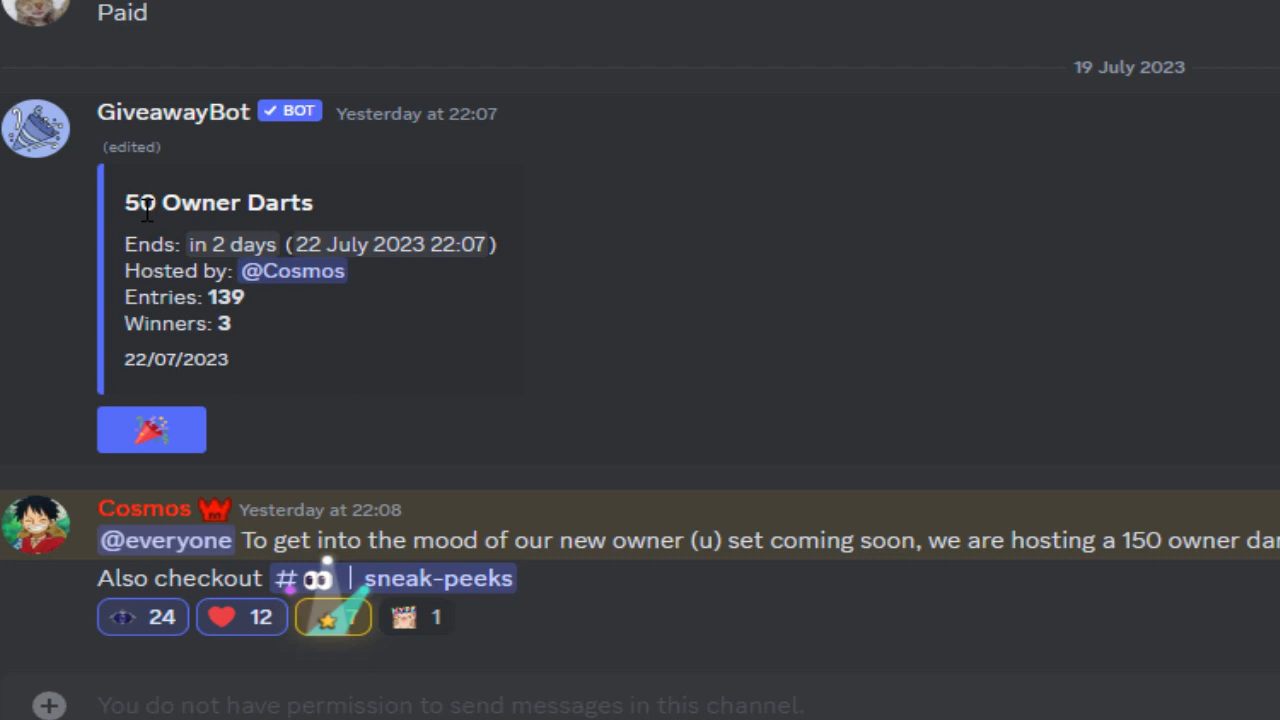 Paid
19 July 2023
GiveawayBot ✓ BOT Yesterday at 22:07
(edited)
50 Owner Darts
Ends: in 2 days (22 July 2023 22:07)
Hosted by: @Cosmos
Entries: 139
Winners: 3
22/07/2023
Cosmos Yesterday at 22:08
@everyone To get into the mood of our new owner (u) set coming soon, we are hosting a 150 owner
Also checkout # 👀 | sneak-peeks
24 12 7 1
You do not have permission to send messages in this channel.